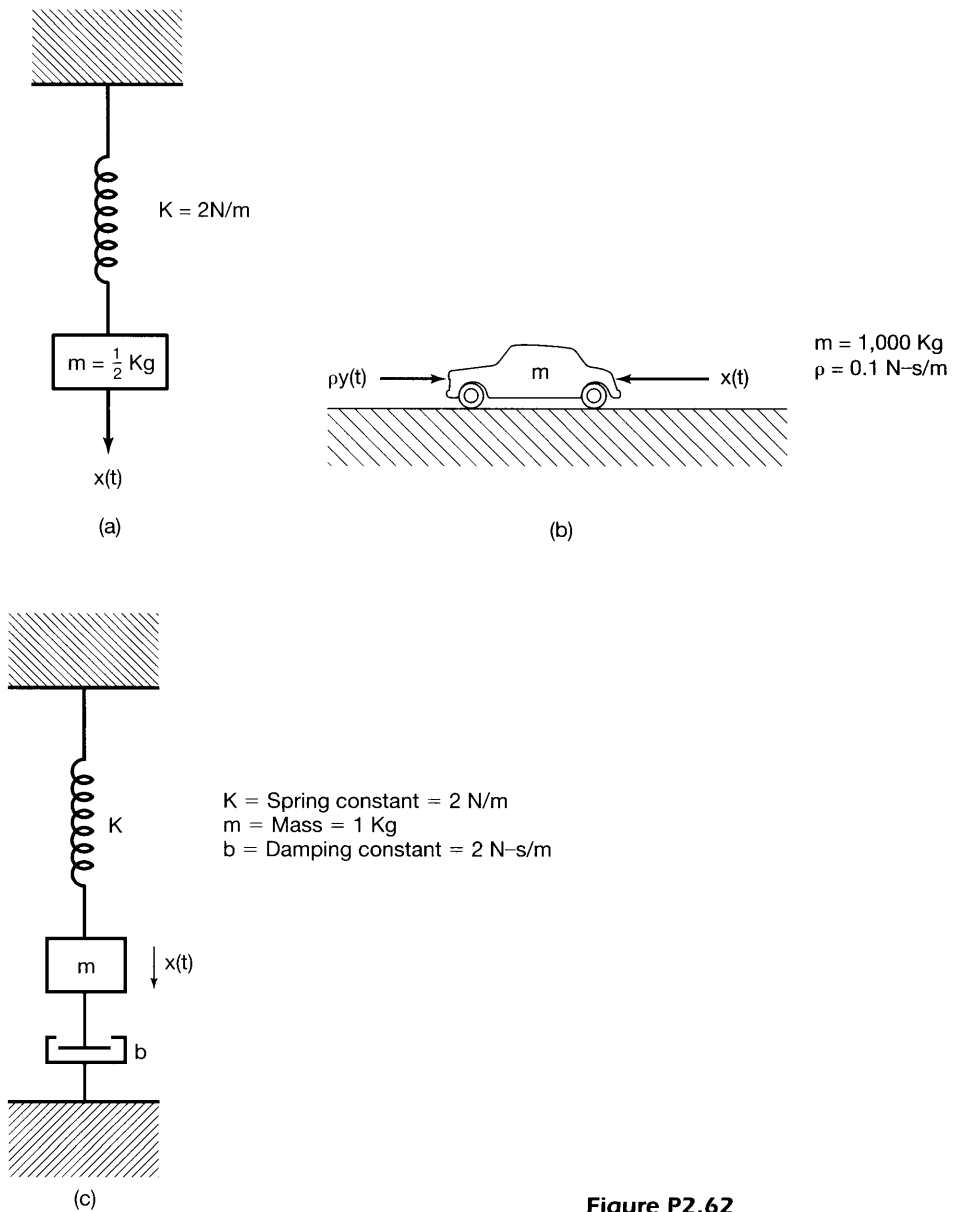 K = 2N/m
m = 1/2 Kg
x(t)
(a)
ρy(t)
m
x(t)
m = 1,000 Kg
ρ = 0.1 N–s/m
(b)
K
K = Spring constant = 2 N/m
m = Mass = 1 Kg
b = Damping constant = 2 N–s/m
m
x(t)
b
(c)
Figure P2.62